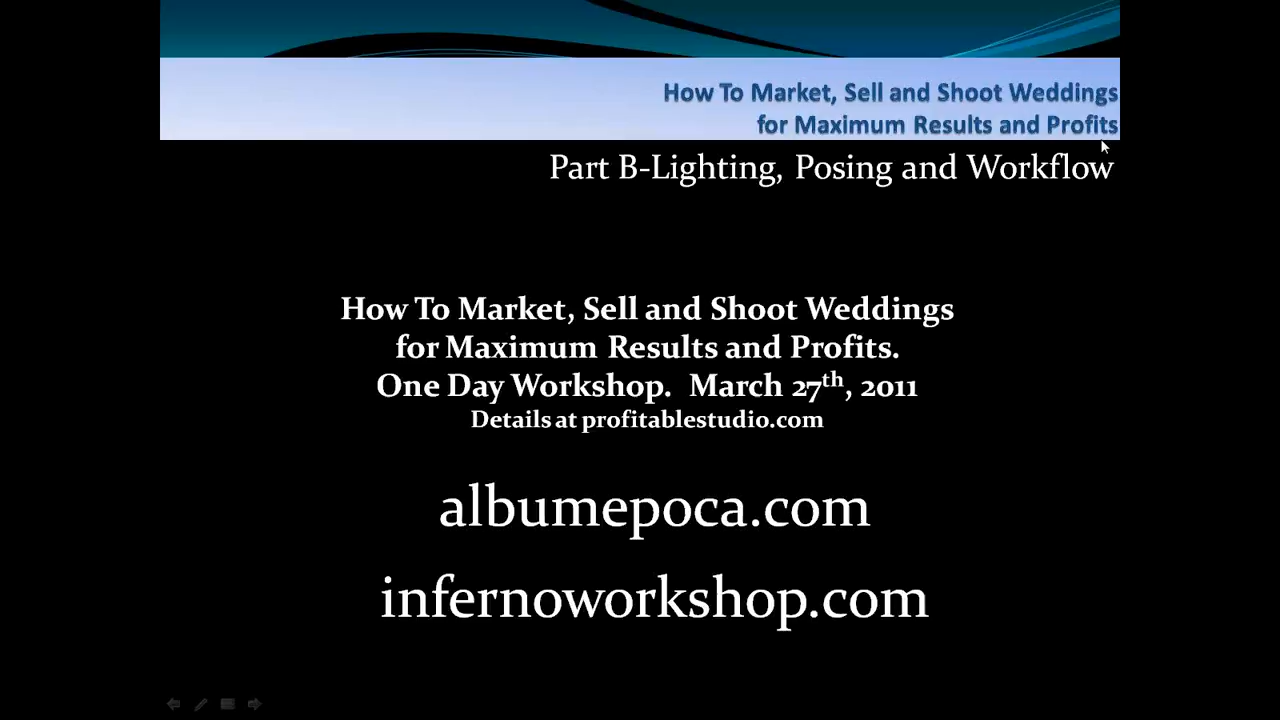 How To Market, Sell and Shoot Weddings
for Maximum Results and Profits
Part B-Lighting, Posing and Workflow
How To Market, Sell and Shoot Weddings
for Maximum Results and Profits.
One Day Workshop. March 27th, 2011
Details at profitablestudio.com
albumepoca.com
infernoworkshop.com